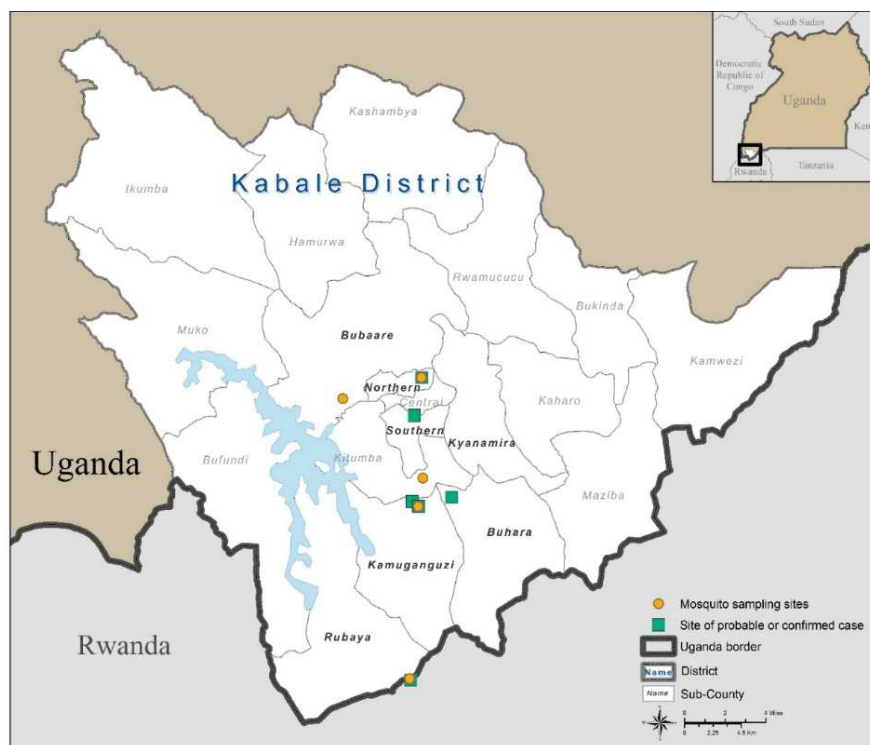 South Sudan
Democratic
Republic of
Congo
Uganda
Ken
Rwanda
Tanzania
Kashambya
Kabale District
Ikumba
Hamurwa
Rwamucucu
Bukinda
Muko
Bubaare
Kamwezi
Northern
Central
Kaharo
Southern
Kyanamira
Uganda
Bufundi
Kitumba
Maziba
Buhara
Kamuganguzi
Rwanda
Rubaya
Mosquito sampling sites
Site of probable or confirmed case
Uganda border
Name District
Name Sub-County
0 2 4 Miles
0 2.25 4.5 Km